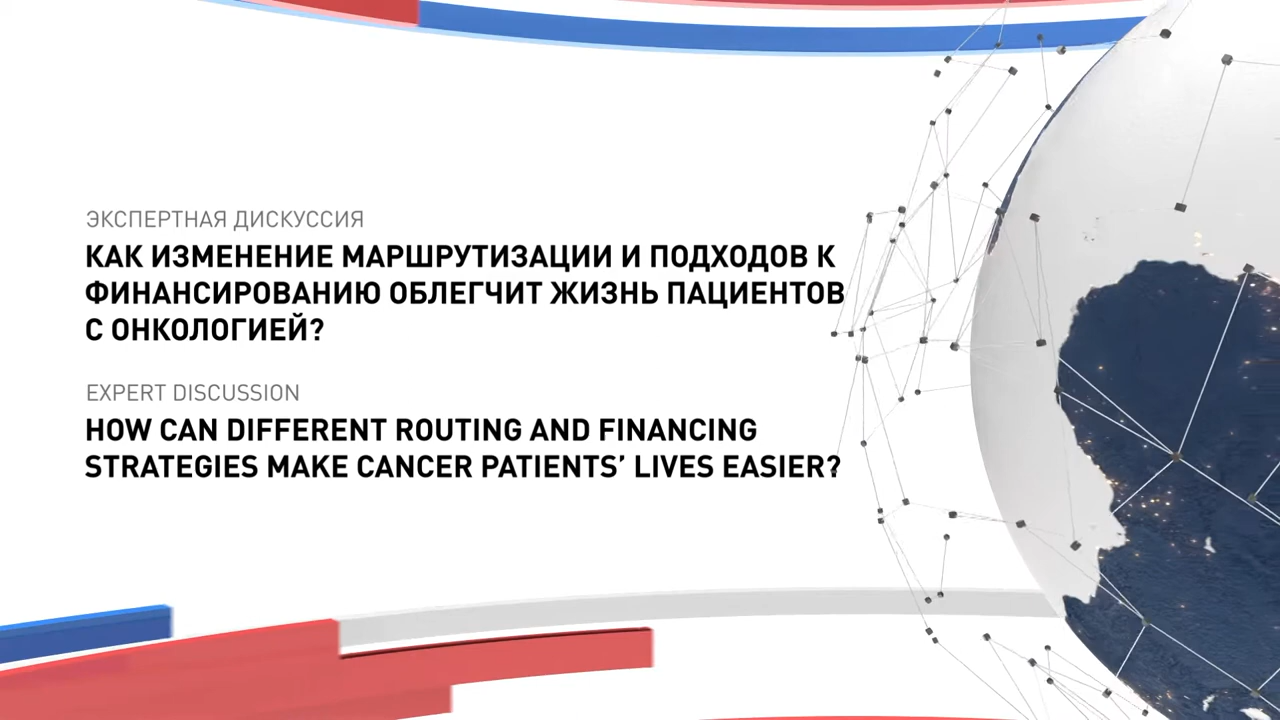 ЭКСПЕРТНАЯ ДИСКУССИЯ
КАК ИЗМЕНЕНИЕ МАРШРУТИЗАЦИИ И ПОДХОДОВ К
ФИНАНСИРОВАНИЮ ОБЛЕГЧИТ ЖИЗНЬ ПАЦИЕНТОВ
С ОНКОЛОГИЕЙ?
EXPERT DISCUSSION
HOW CAN DIFFERENT ROUTING AND FINANCING
STRATEGIES MAKE CANCER PATIENTS’ LIVES EASIER?